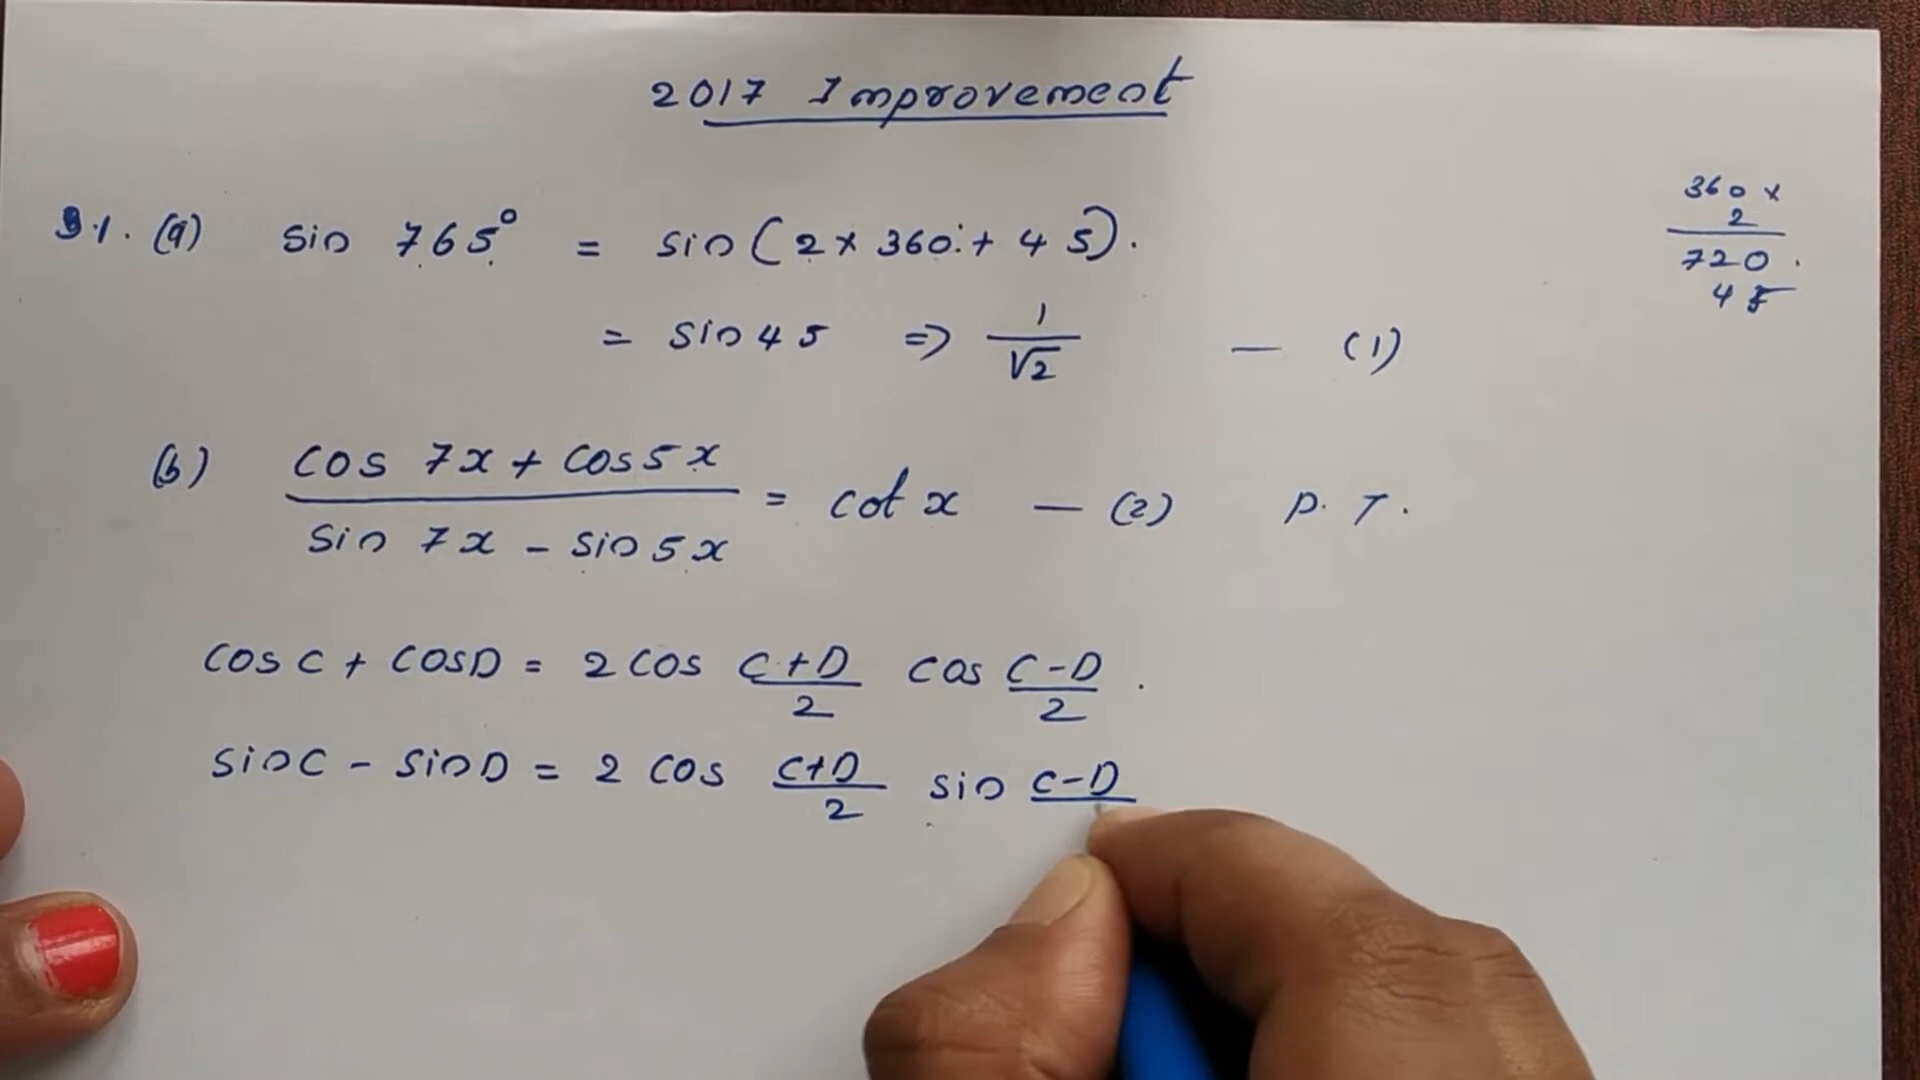 2017 Improvement
360 x
2
720.
45
31. (a) sin 765° = sin (2 x 360 + 45).
= sin 45 ⇒ 1/√2 — (1)
(b) cos 7x + cos 5x / sin 7x - sin 5x = cot x — (2) P.T.
cos C + cos D = 2 cos C+D/2 cos C-D/2 .
sin C - sin D = 2 cos C+D/2 sin C-D